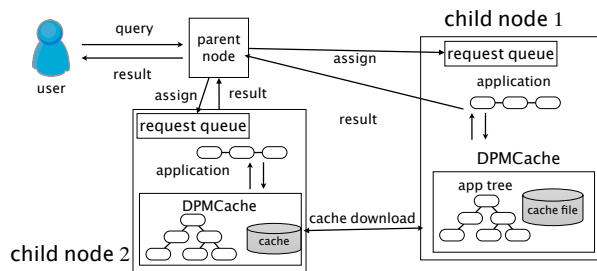 child node 1
query
parent
node
request queue
result
assign
user
application
assign
result
request queue
result
application
DPMCache
DPMCache
app tree
cache file
cache download
cache
child node 2